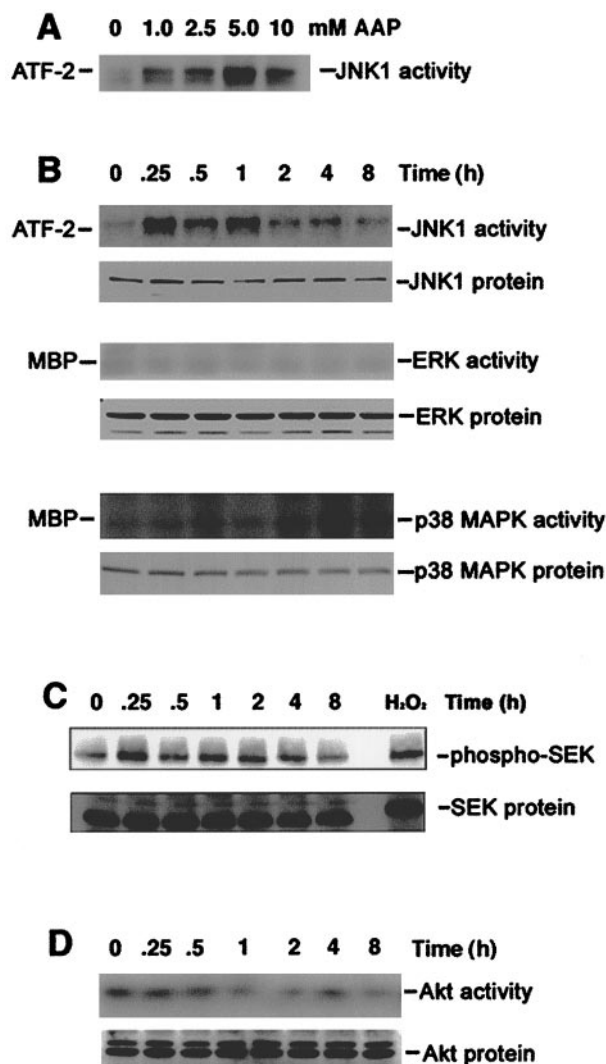 A 0 1.0 2.5 5.0 10 mM AAP
ATF-2 JNK1 activity
B 0 .25 .5 1 2 4 8 Time (h)
ATF-2 JNK1 activity
JNK1 protein
MBP ERK activity
ERK protein
MBP p38 MAPK activity
p38 MAPK protein
C 0 .25 .5 1 2 4 8 H₂O₂ Time (h)
phospho-SEK
SEK protein
D 0 .25 .5 1 2 4 8 Time (h)
Akt activity
Akt protein